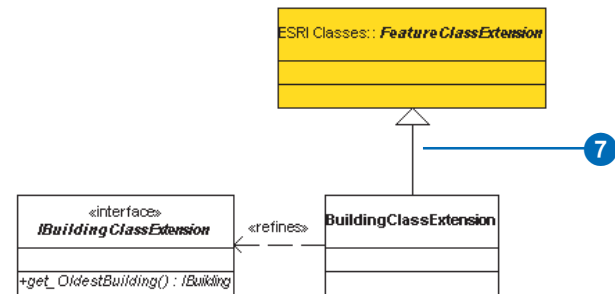 ESRI Classes:: FeatureClassExtension
7
«interface»
IBuildingClassExtension
«refines»
BuildingClassExtension
+get_OldestBuilding() : IBuilding